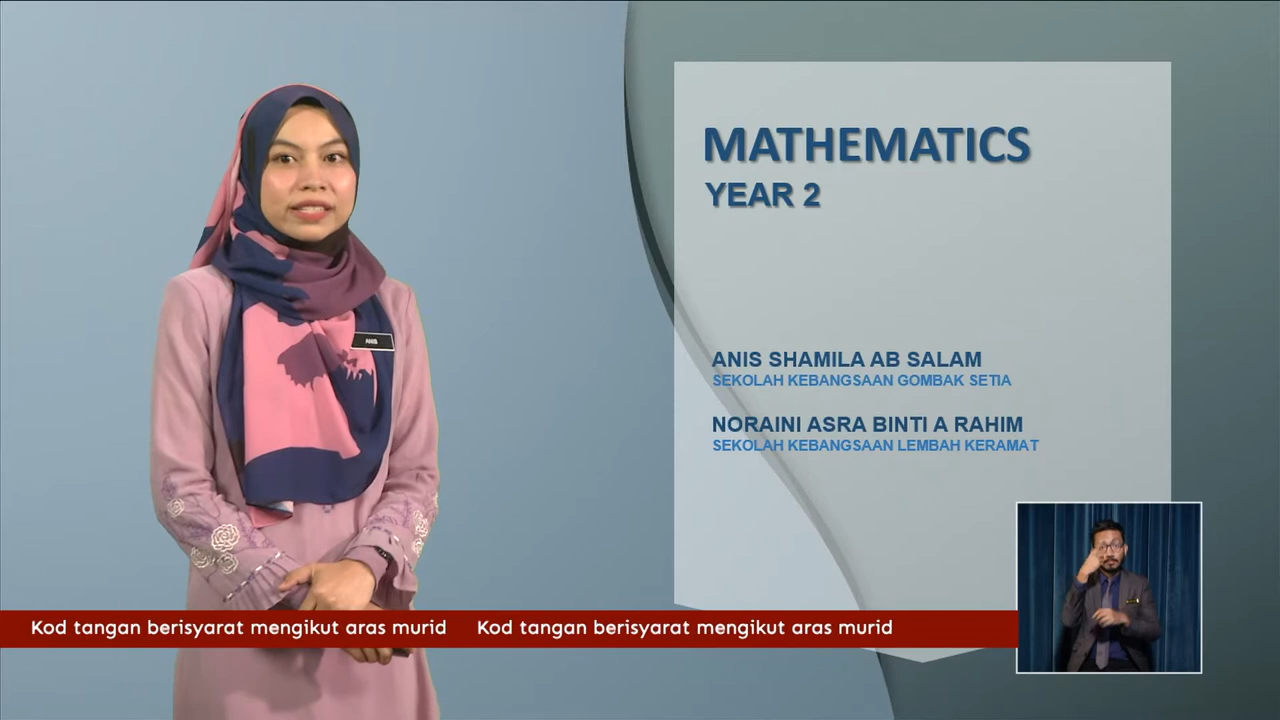 MATHEMATICS
YEAR 2
ANIS SHAMILA AB SALAM
SEKOLAH KEBANGSAAN GOMBAK SETIA
NORAINI ASRA BINTI A RAHIM
SEKOLAH KEBANGSAAN LEMBAH KERAMAT
ANIS
Kod tangan berisyarat mengikut aras murid Kod tangan berisyarat mengikut aras murid